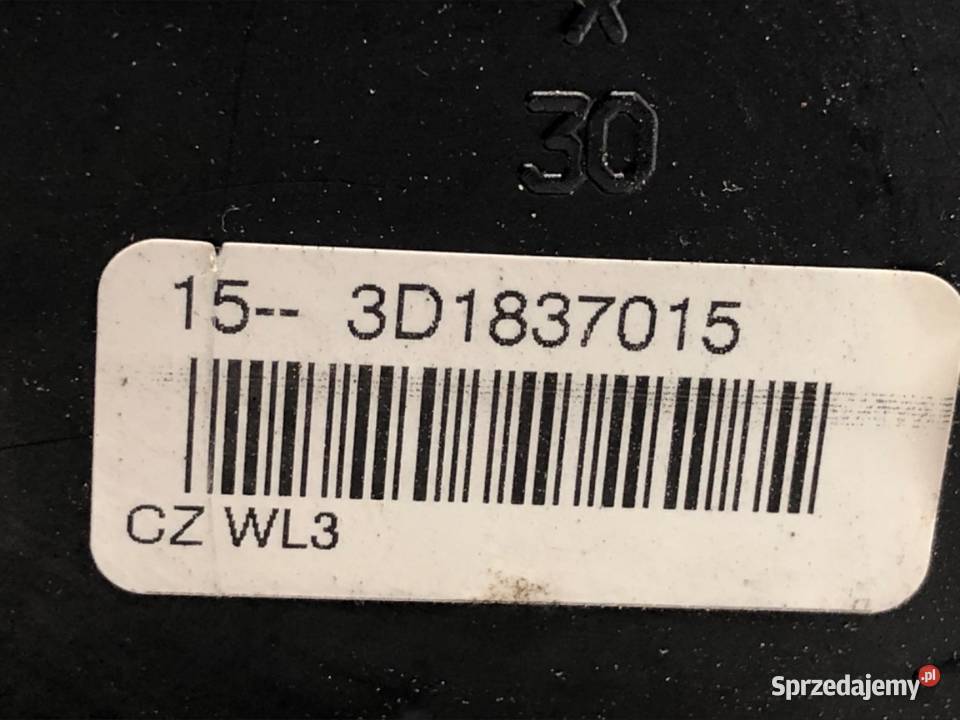 30
15-- 3D1837015
CZ WL3
Sprzedajemy.pl